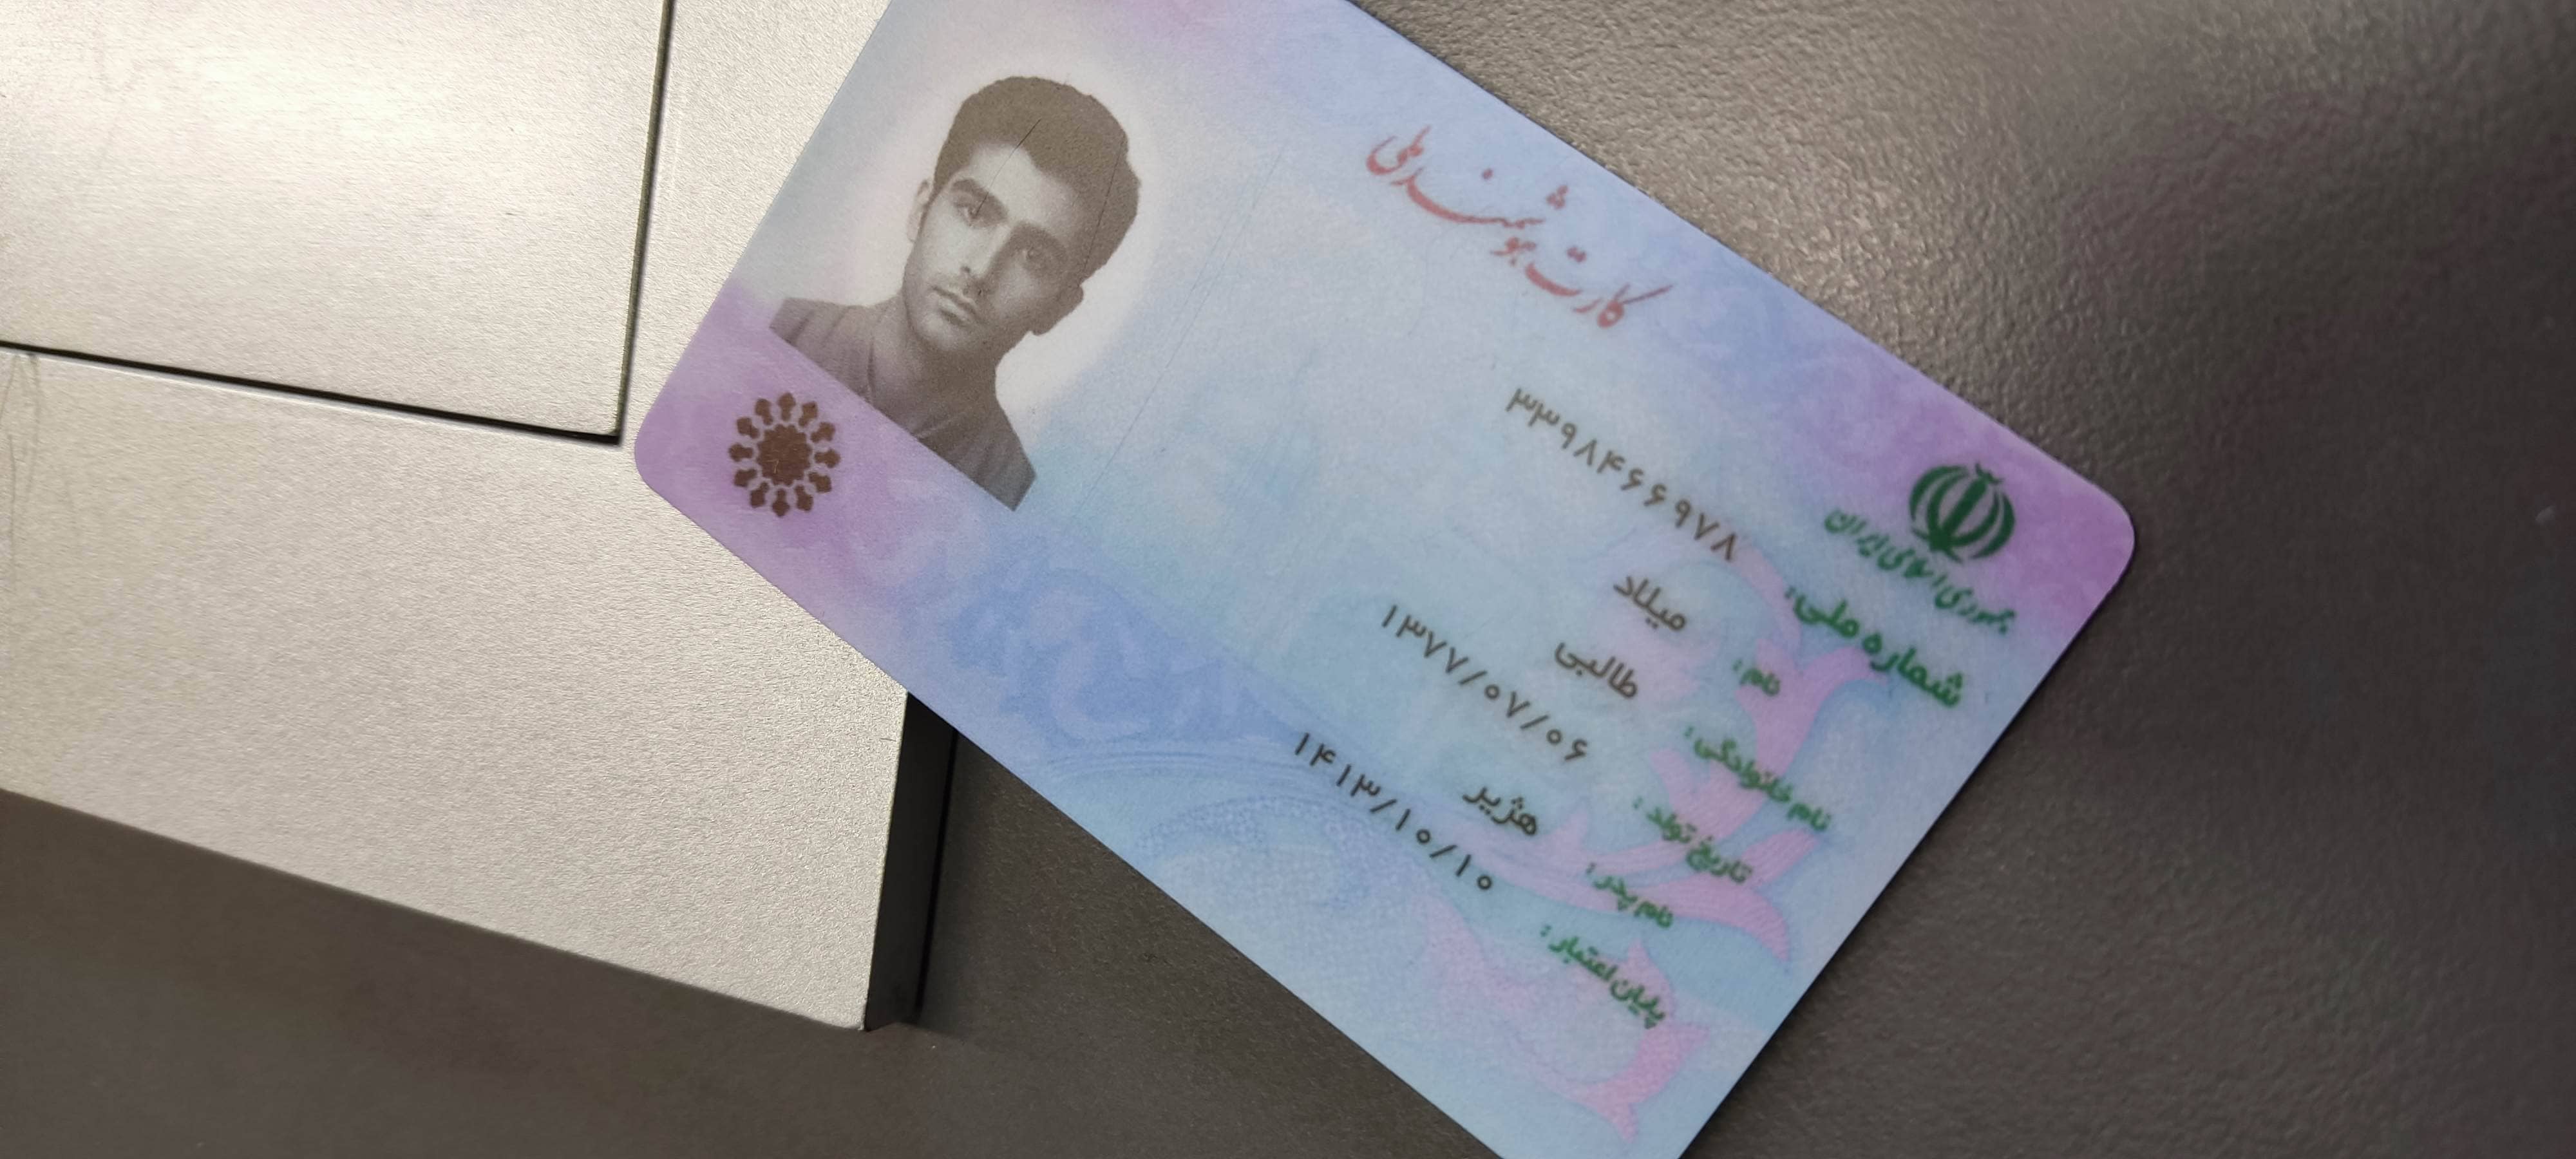 کارت هوشمند ملی
جمهوری اسلامی ایران
شماره ملی: ۳۳۹۸۴۶۶۹۷۸
نام: میلاد
نام خانوادگی: طالبی
تاریخ تولد: ۱۳۷۷/۰۷/۰۶
نام پدر: هژیر
پایان اعتبار: ۱۴۱۳/۱۰/۱۰